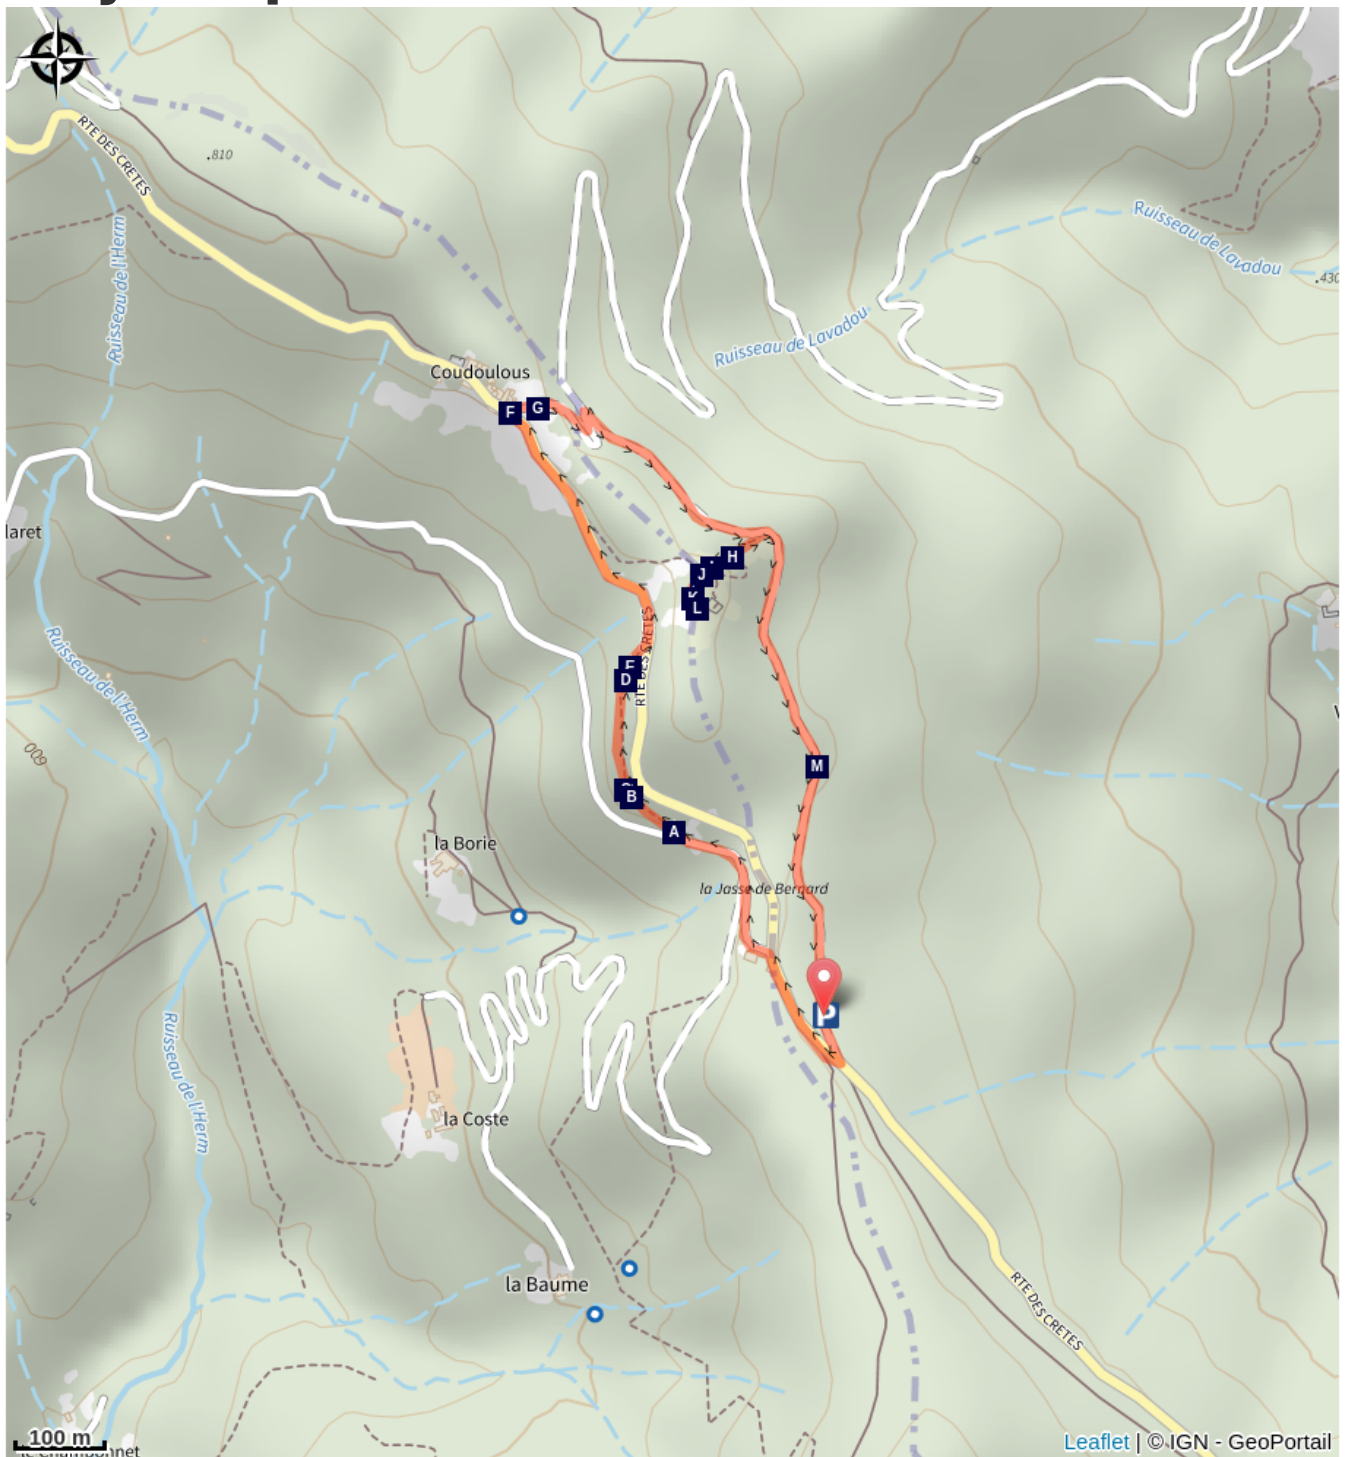 RTE DES CRETES
.810
Ruisseau de l'Herm
Ruisseau de Lavadou
.430
Ruisseau de Lavadou
Coudoulous
F
G
laret
H
J
K
L
RTE DES CRETES
E
D
Ruisseau de l'Herm
600
M
B
A
la Borie
la Jasse de Bernard
P
Ruisseau de l'Herm
la Coste
la Baume
RTE DES CRETES
100 m
Leaflet | © IGN - GeoPortail